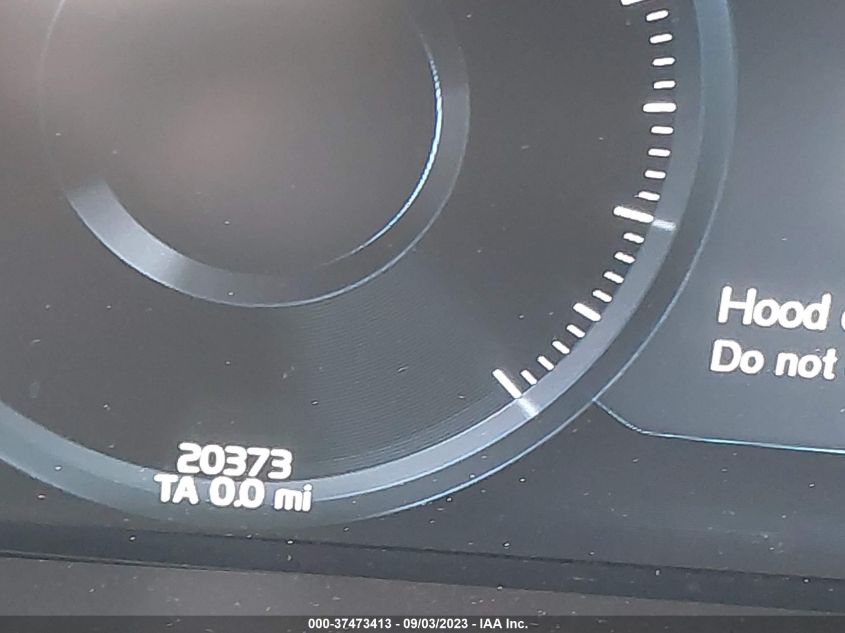 Hood
Do not
20373
TA 0.0 mi
000-37473413 - 09/03/2023 - IAA Inc.